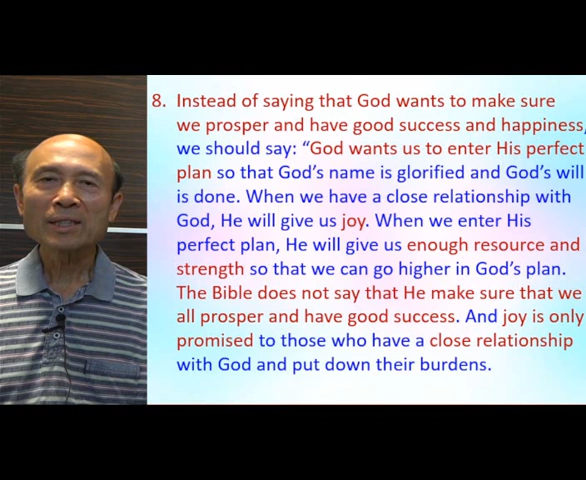 8. Instead of saying that God wants to make sure
we prosper and have good success and happiness,
we should say: “God wants us to enter His perfect
plan so that God’s name is glorified and God’s will
is done. When we have a close relationship with
God, He will give us joy. When we enter His
perfect plan, He will give us enough resource and
strength so that we can go higher in God’s plan.
The Bible does not say that He make sure that we
all prosper and have good success. And joy is only
promised to those who have a close relationship
with God and put down their burdens.